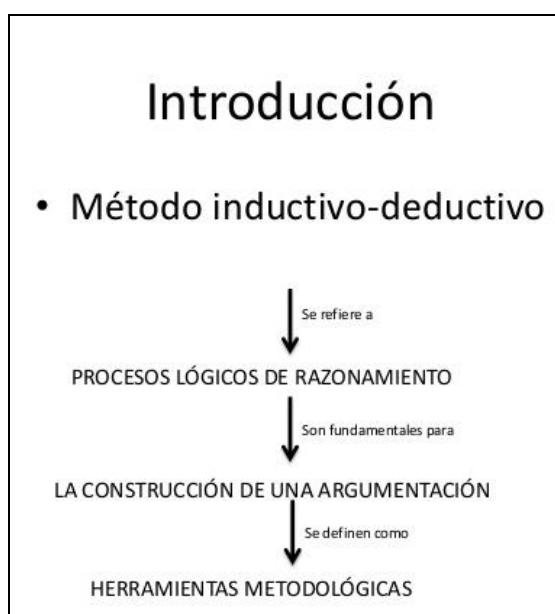 Introducción
• Método inductivo-deductivo
Se refiere a
PROCESOS LÓGICOS DE RAZONAMIENTO
Son fundamentales para
LA CONSTRUCCIÓN DE UNA ARGUMENTACIÓN
Se definen como
HERRAMIENTAS METODOLÓGICAS